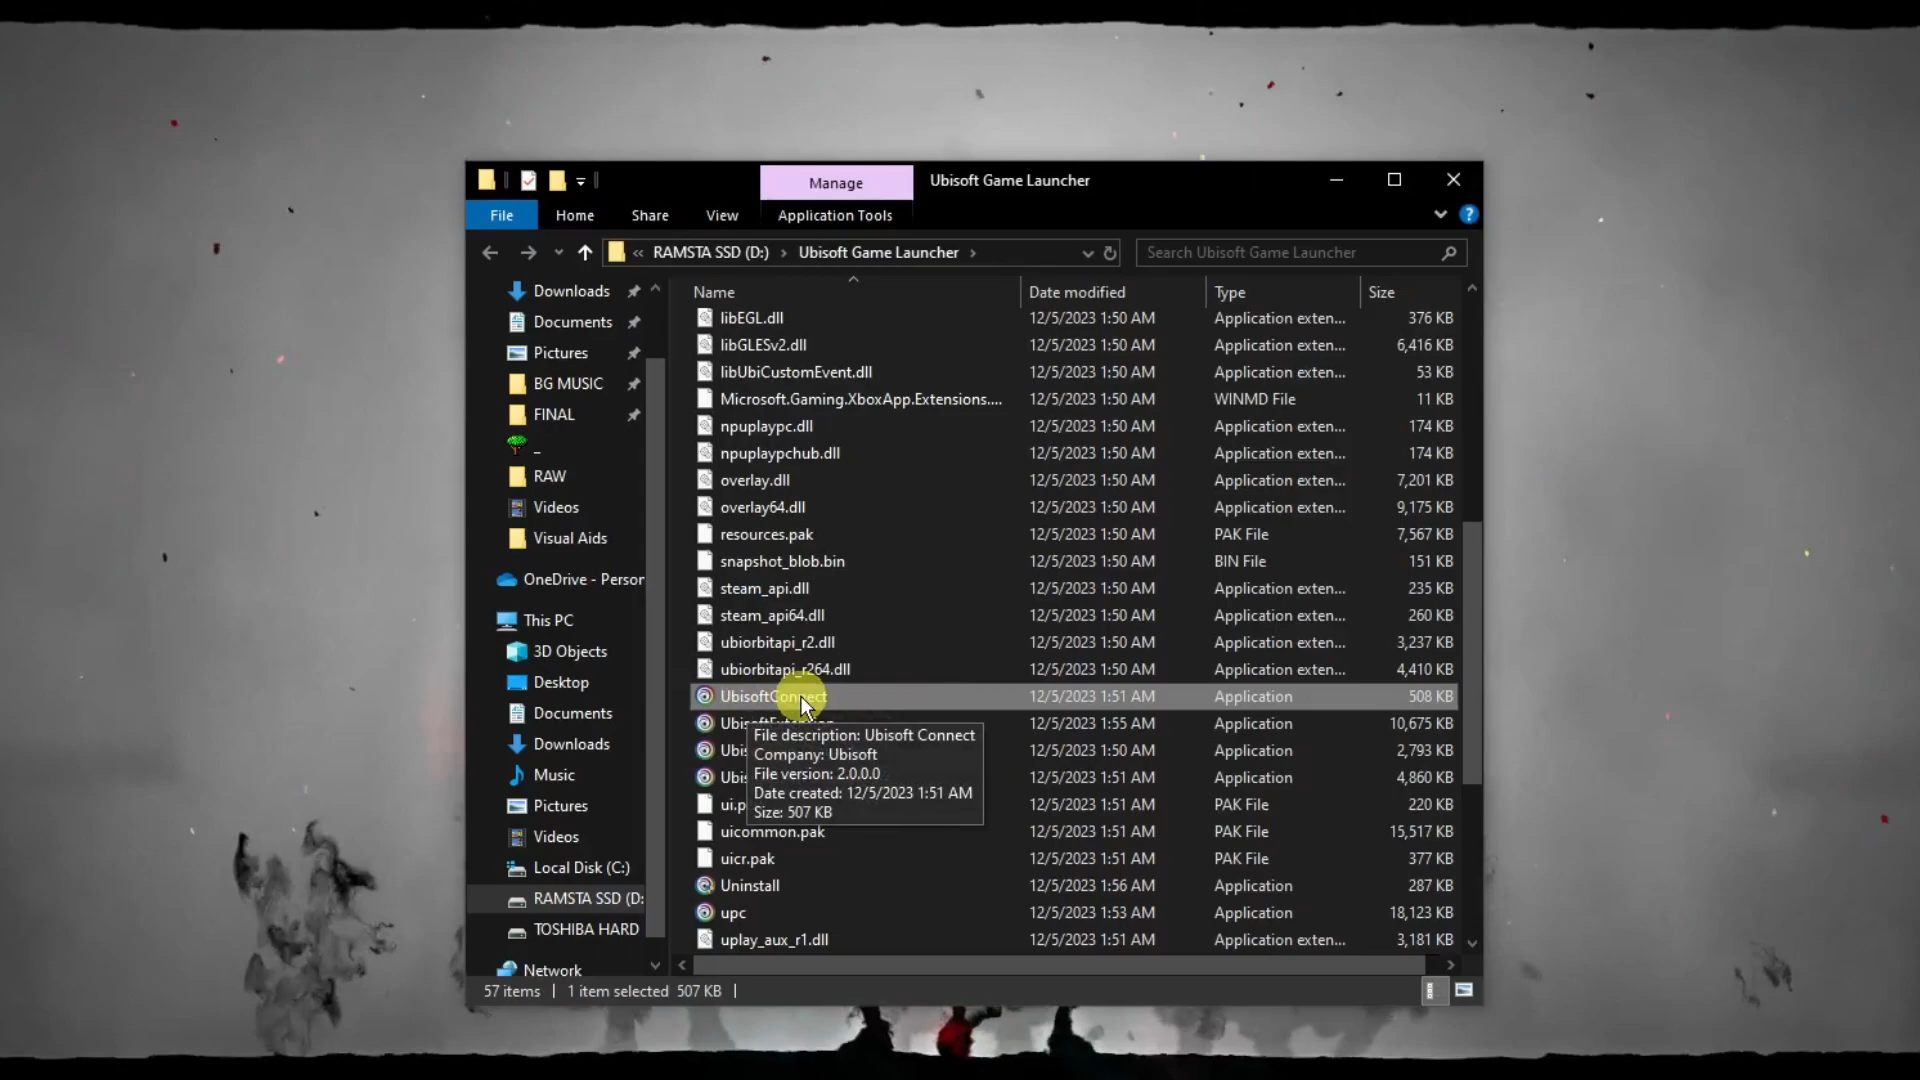 Manage
Ubisoft Game Launcher
File
Home
Share
View
Application Tools
« RAMSTA SSD (D:) › Ubisoft Game Launcher ›
Search Ubisoft Game Launcher
Downloads
Documents
Pictures
BG MUSIC
FINAL
_
RAW
Videos
Visual Aids
OneDrive - Person
This PC
3D Objects
Desktop
Documents
Downloads
Music
Pictures
Videos
Local Disk (C:)
RAMSTA SSD (D:
TOSHIBA HARD
Network
Name Date modified Type Size
libEGL.dll 12/5/2023 1:50 AM Application exten... 376 KB
libGLESv2.dll 12/5/2023 1:50 AM Application exten... 6,416 KB
libUbiCustomEvent.dll 12/5/2023 1:50 AM Application exten... 53 KB
Microsoft.Gaming.XboxApp.Extensions.... 12/5/2023 1:50 AM WINMD File 11 KB
npuplaypc.dll 12/5/2023 1:50 AM Application exten... 174 KB
npuplaypchub.dll 12/5/2023 1:50 AM Application exten... 174 KB
overlay.dll 12/5/2023 1:50 AM Application exten... 7,201 KB
overlay64.dll 12/5/2023 1:50 AM Application exten... 9,175 KB
resources.pak 12/5/2023 1:50 AM PAK File 7,567 KB
snapshot_blob.bin 12/5/2023 1:50 AM BIN File 151 KB
steam_api.dll 12/5/2023 1:50 AM Application exten... 235 KB
steam_api64.dll 12/5/2023 1:50 AM Application exten... 260 KB
ubiorbitapi_r2.dll 12/5/2023 1:50 AM Application exten... 3,237 KB
ubiorbitapi_r264.dll 12/5/2023 1:50 AM Application exten... 4,410 KB
UbisoftConnect 12/5/2023 1:51 AM Application 508 KB
UbisoftExtension 12/5/2023 1:55 AM Application 10,675 KB
12/5/2023 1:50 AM Application 2,793 KB
12/5/2023 1:51 AM Application 4,860 KB
12/5/2023 1:51 AM PAK File 220 KB
uicommon.pak 12/5/2023 1:51 AM PAK File 15,517 KB
uicr.pak 12/5/2023 1:51 AM PAK File 377 KB
Uninstall 12/5/2023 1:56 AM Application 287 KB
upc 12/5/2023 1:53 AM Application 18,123 KB
uplay_aux_r1.dll 12/5/2023 1:51 AM Application exten... 3,181 KB
File description: Ubisoft Connect
Company: Ubisoft
File version: 2.0.0.0
Date created: 12/5/2023 1:51 AM
Size: 507 KB
57 items | 1 item selected 507 KB |